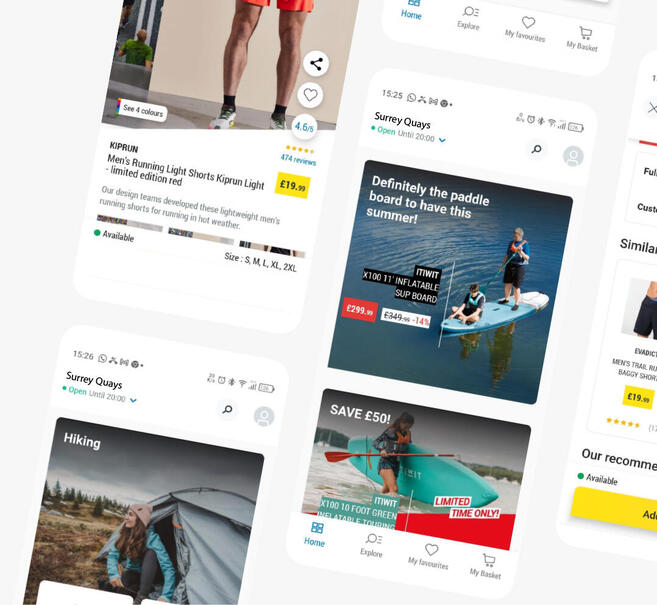 See 4 colours
4.6/5
KIPRUN
474 reviews
Men's Running Light Shorts Kiprun Light
- limited edition red
£19.99
Our design teams developed these lightweight men's
running shorts for running in hot weather.
Available
Size : S, M, L, XL, 2XL
Home
Explore
My favourites
My Basket
15:25
Surrey Quays
Open Until 20:00
Definitely the paddle
board to have this
summer!
ITIWIT
X100 11' INFLATABLE
SUP BOARD
£299.99
£349.99 -14%
SAVE £50!
ITIWIT
X100 10 FOOT GREEN
INFLATABLE TOURING
LIMITED
TIME ONLY!
Home
Explore
My favourites
My Basket
15:26
Surrey Quays
Open Until 20:00
Hiking
Full
Custo
Similar
EVADICT
MEN'S TRAIL RU
BAGGY SHOR
£19.99
Our recomme
Available
Ad